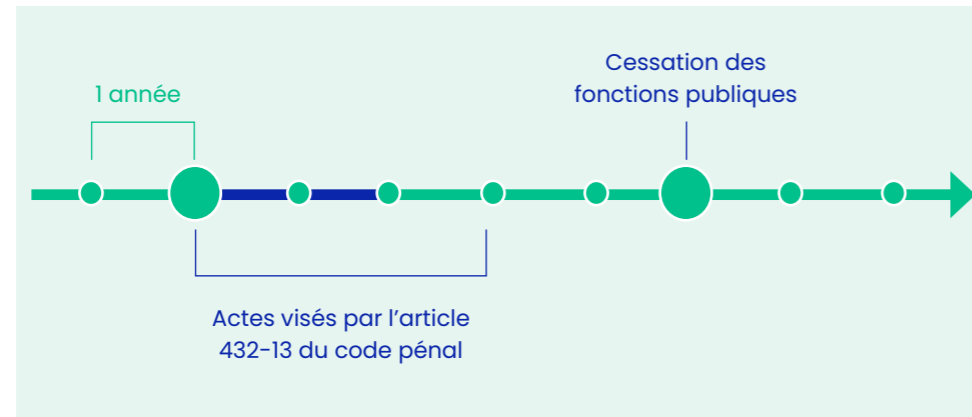 Cessation des
fonctions publiques
1 année
Actes visés par l’article
432-13 du code pénal